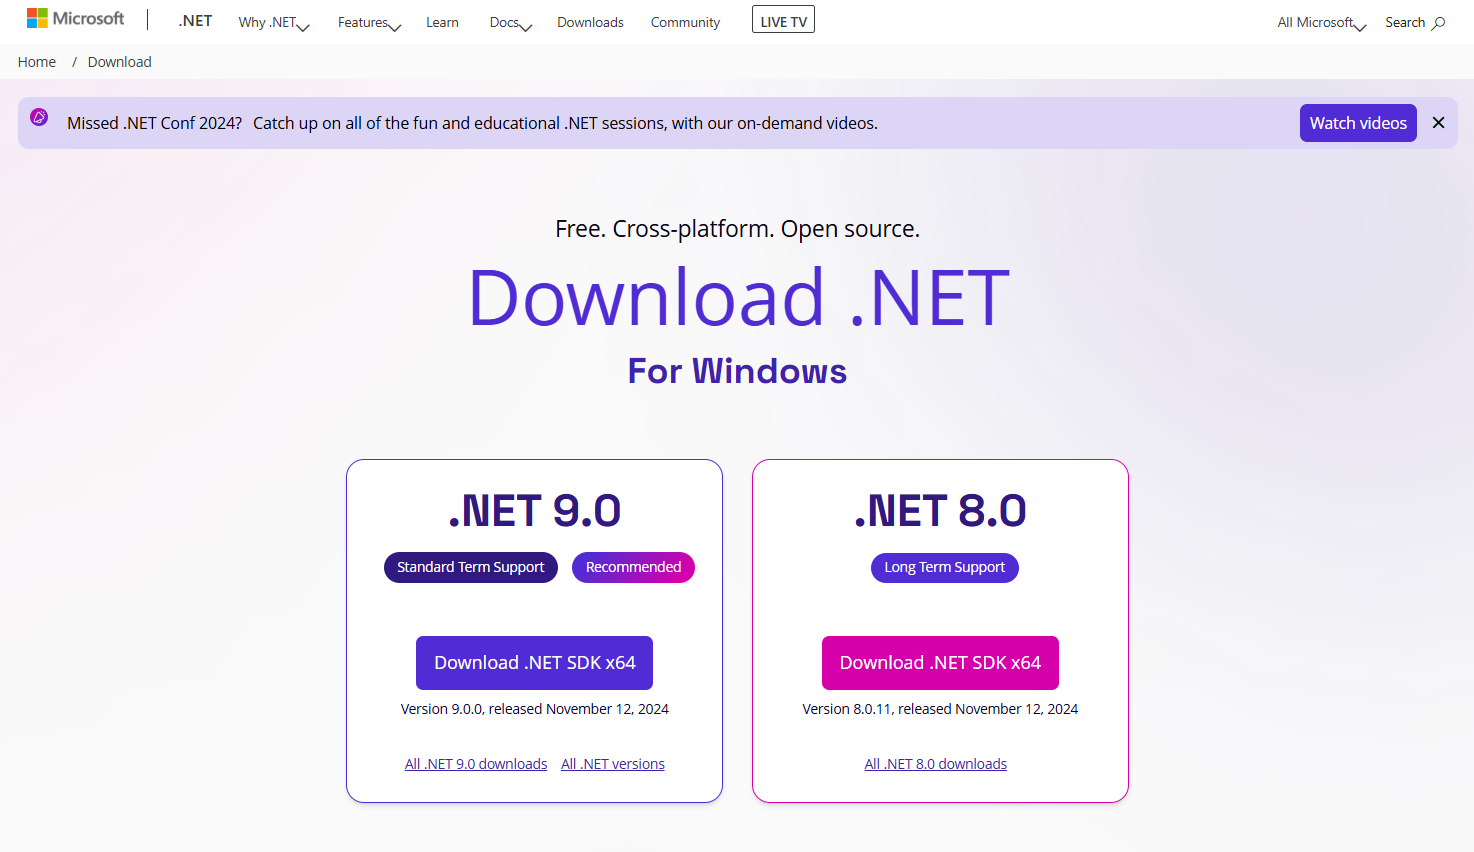 Microsoft
.NET
Why .NET
Features
Learn
Docs
Downloads
Community
LIVE TV
All Microsoft
Search
Home / Download
Missed .NET Conf 2024? Catch up on all of the fun and educational .NET sessions, with our on-demand videos.
Watch videos
Free. Cross-platform. Open source.
Download .NET
For Windows
.NET 9.0
Standard Term Support
Recommended
Download .NET SDK x64
Version 9.0.0, released November 12, 2024
All .NET 9.0 downloads
All .NET versions
.NET 8.0
Long Term Support
Download .NET SDK x64
Version 8.0.11, released November 12, 2024
All .NET 8.0 downloads